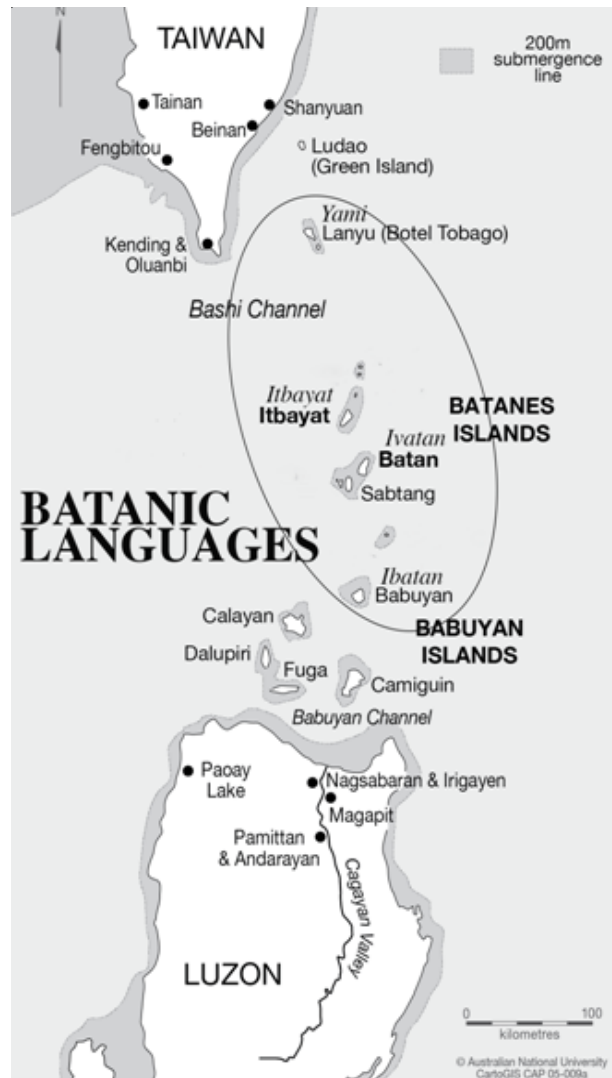 N
TAIWAN
200m
submergence
line
Tainan
Shanyuan
Beinan
Fengbitou
Ludao
(Green Island)
Yami
Lanyu (Botel Tobago)
Kending &
Oluanbi
Bashi Channel
Itbayat
Itbayat
BATANES
ISLANDS
Ivatan
Batan
Sabtang
BATANIC
LANGUAGES
Ibatan
Babuyan
Calayan
BABUYAN
ISLANDS
Dalupiri
Fuga
Camiguin
Babuyan Channel
Paoay
Lake
Nagsabaran & Irigayen
Magapit
Pamittan
& Andarayan
Cagayan Valley
LUZON
0 100
kilometres
© Australian National University
CartoGIS CAP 05-009a